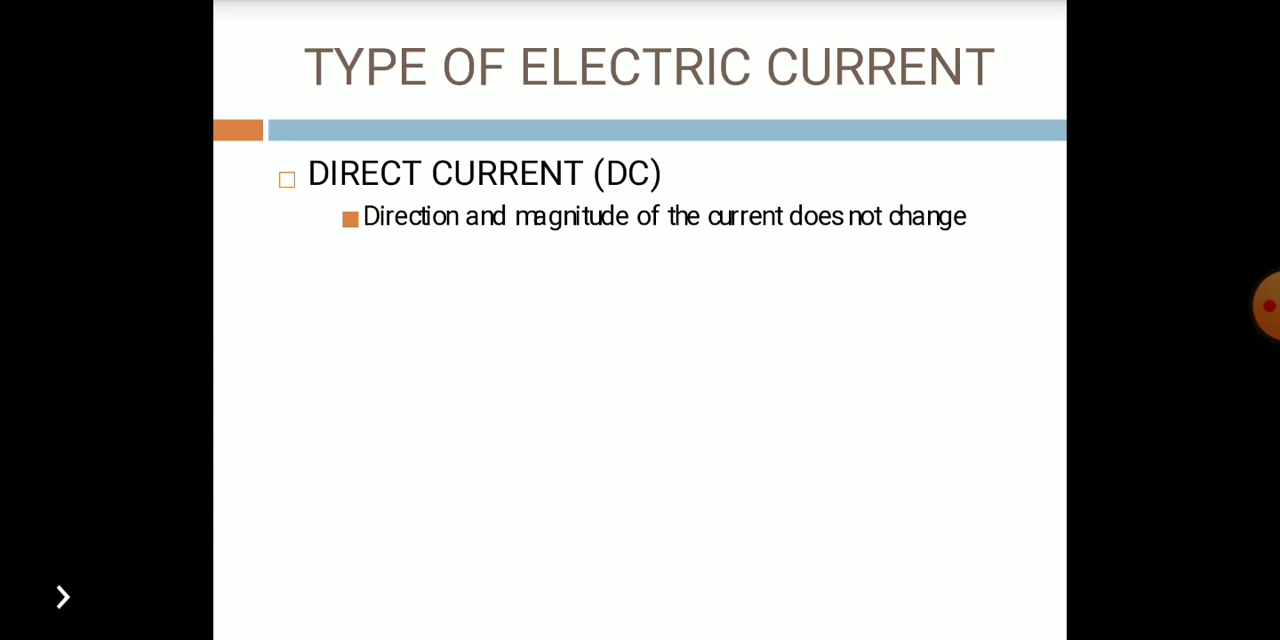 TYPE OF ELECTRIC CURRENT
DIRECT CURRENT (DC)
Direction and magnitude of the current does not change